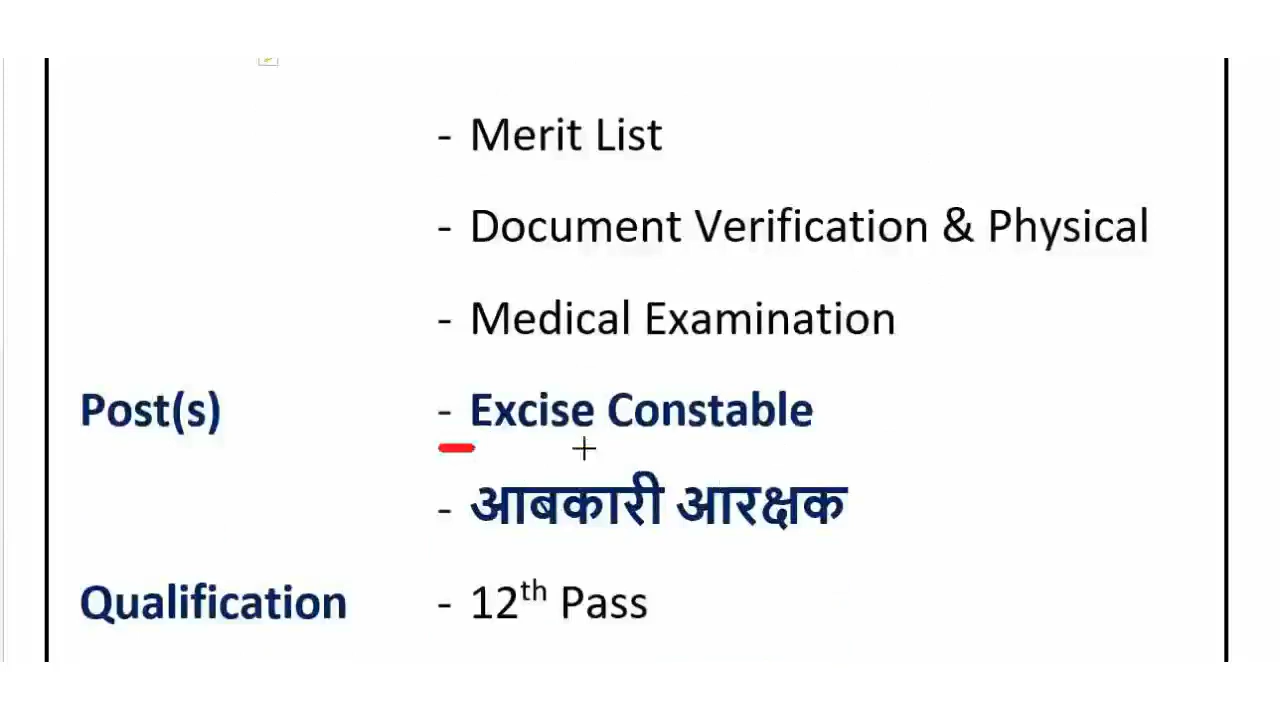 - Merit List
- Document Verification & Physical
- Medical Examination
Post(s) - Excise Constable
- आबकारी आरक्षक
Qualification - 12th Pass